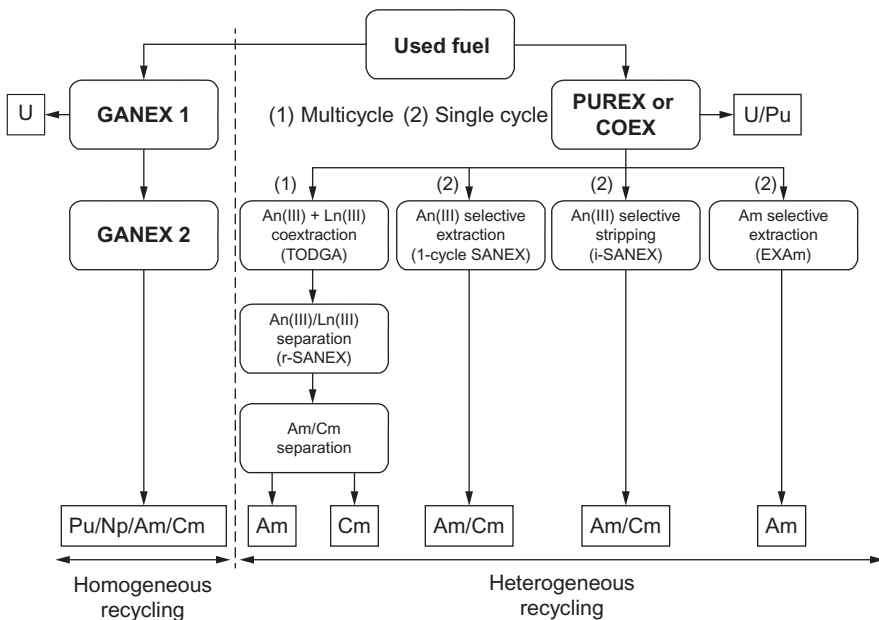 Used fuel
U
GANEX 1
(1) Multicycle (2) Single cycle
PUREX or
COEX
U/Pu
(1)
(2)
(2)
(2)
GANEX 2
An(III) + Ln(III)
coextraction
(TODGA)
An(III) selective
extraction
(1-cycle SANEX)
An(III) selective
stripping
(i-SANEX)
Am selective
extraction
(EXAm)
An(III)/Ln(III)
separation
(r-SANEX)
Am/Cm
separation
Pu/Np/Am/Cm
Am
Cm
Am/Cm
Am/Cm
Am
Homogeneous
recycling
Heterogeneous
recycling